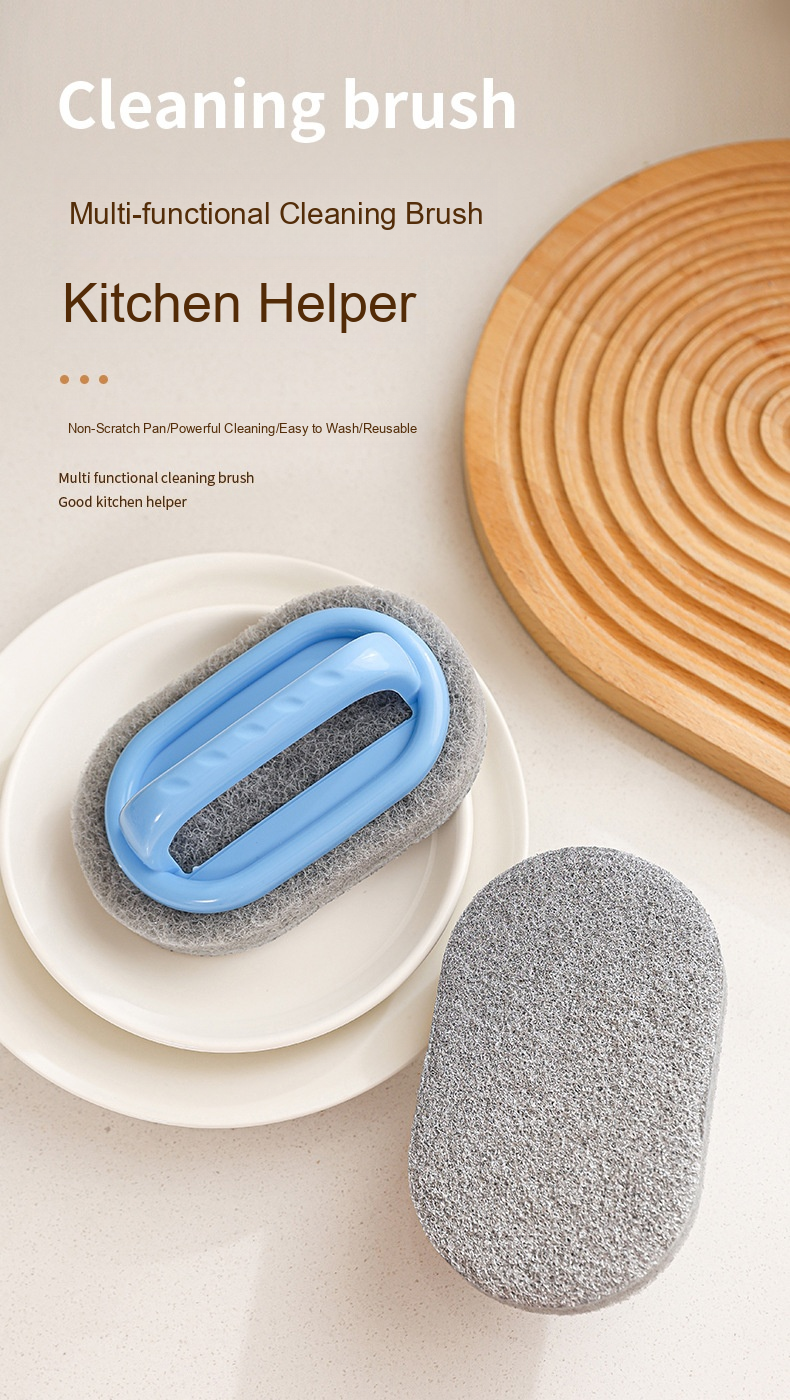 Cleaning brush
Multi-functional Cleaning Brush
Kitchen Helper
Non-Scratch Pan/Powerful Cleaning/Easy to Wash/Reusable
Multi functional cleaning brush
Good kitchen helper